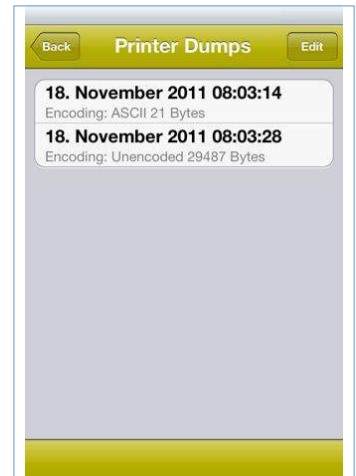 Back
Printer Dumps
Edit
18. November 2011 08:03:14
Encoding: ASCII 21 Bytes
18. November 2011 08:03:28
Encoding: Unencoded 29487 Bytes